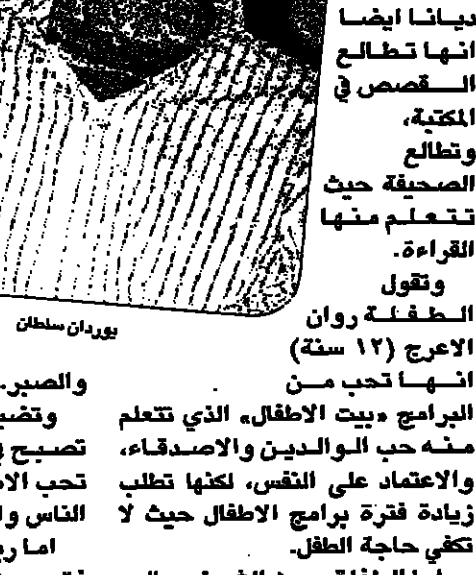 ديانا ايضا
انها تطالع
القصص في
المكتبة،
وتطالع
الصحيفة حيث
تتعلم منها
القراءة.
وتقول
الطفلة روان
الاعرج (١٢ سنة)
انها تحب من
البرامج «بيت الاطفال» الذي تتعلم
منه حب الوالدين والاصدقاء،
والاعتماد على النفس، لكنها تطلب
زيادة فترة برامج الاطفال حيث لا
تكفي حاجة الطفل.
بوردان سلطان
والصبر.
تصبح
تحب
الناس
اما